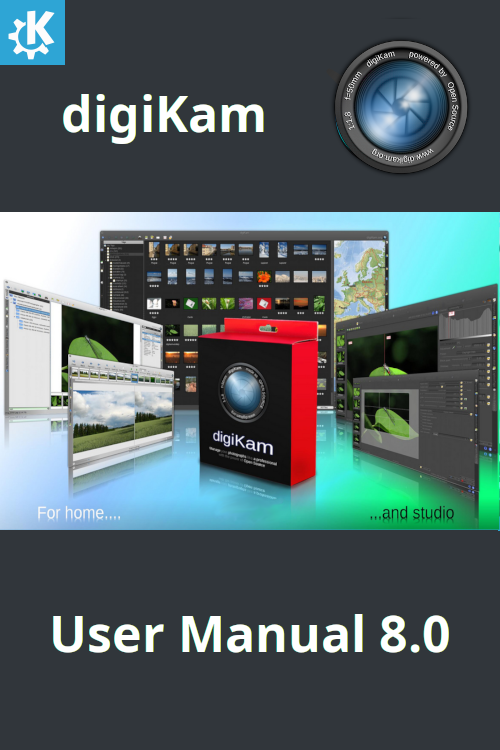 digiKam
1:1.8 f=50mm digiKam powered by Open Source
www.digikam.org
digiKam
For home....
...and studio
User Manual 8.0